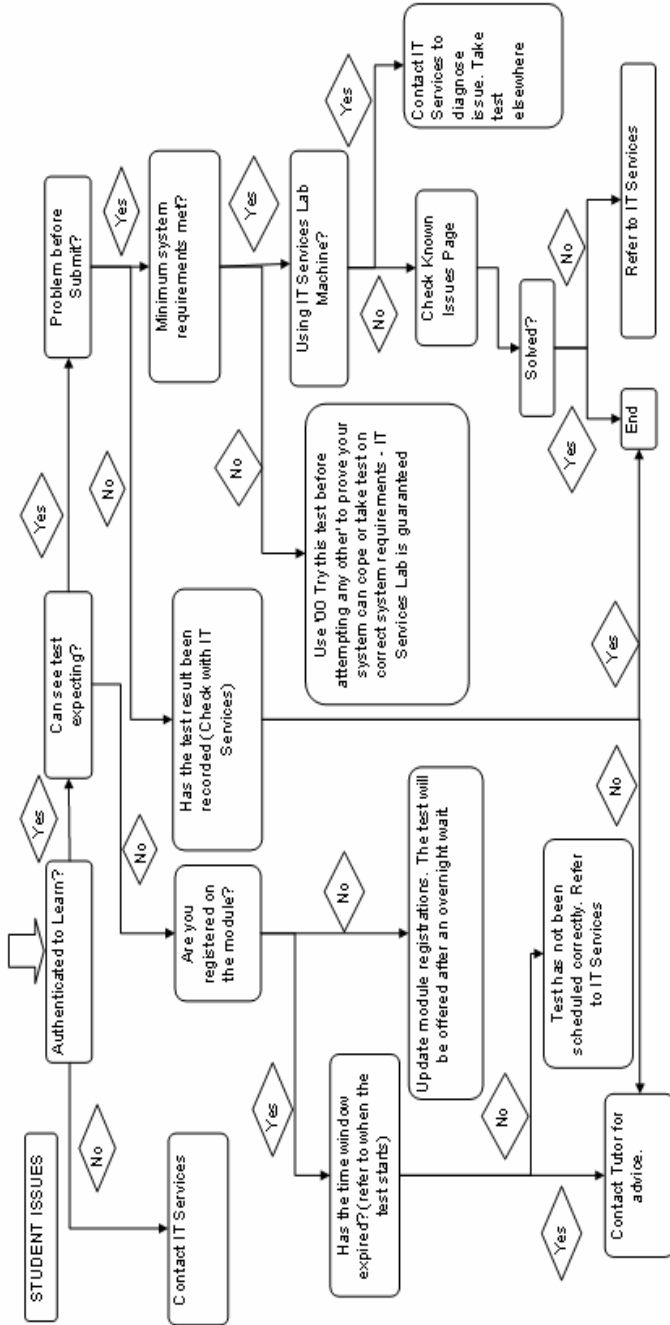 STUDENT ISSUES
Authenticated to Learn?
Yes
No
Contact IT Services
Can see test
expecting?
Yes
No
Problem before
Submit?
Yes
No
Are you
registered on
the module?
Has the test result been
recorded (Check with IT
Services)
Minimum system
requirements met?
Yes
No
Yes
No
Has the time window
expired? (refer to when the
test starts)
Update module registrations. The test will
be offered after an overnight wait.
Use '00 Try this test before
attempting any other' to prove your
system can cope or take test on
correct system requirements - IT
Services Lab is guaranteed
Using IT Services Lab
Machine?
Yes
No
Contact IT
Services to
diagnose
issue. Take
test
elsewhere
Check Known
Issues Page
Yes
No
Test has not been
scheduled correctly. Refer
to IT Services
Solved?
Yes
No
Contact Tutor for
advice.
No
Yes
End
Refer to IT Services